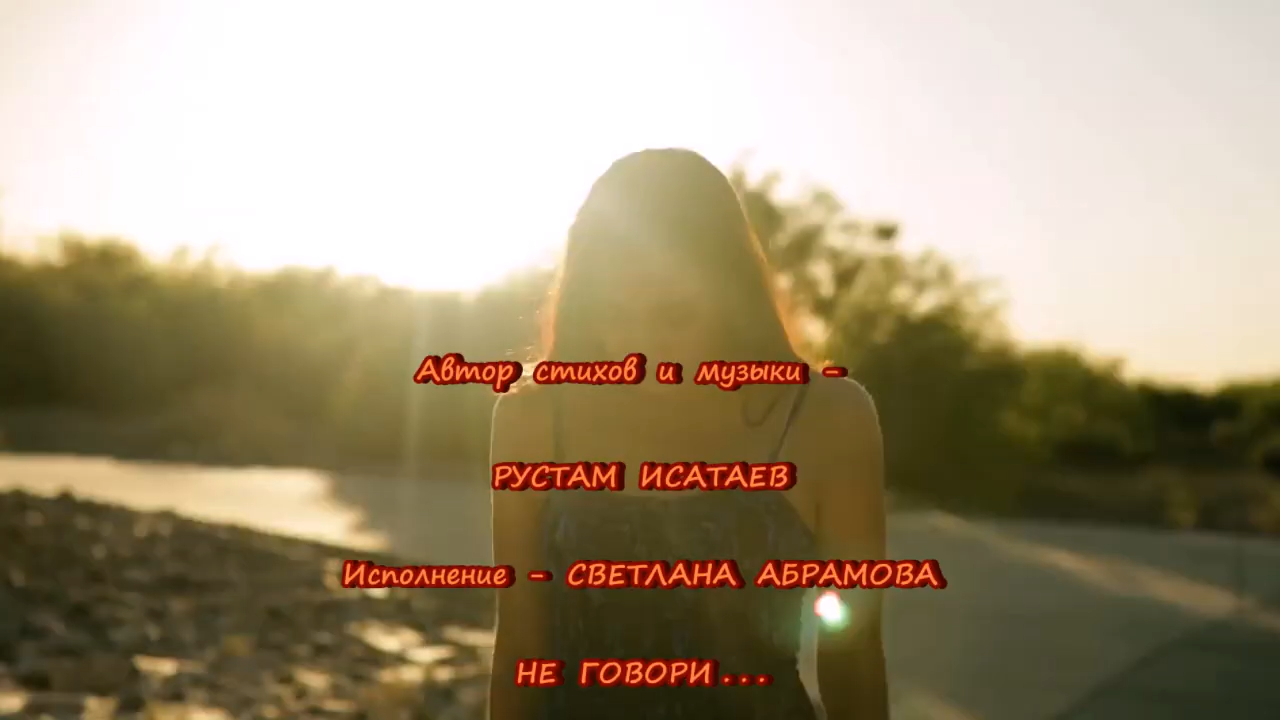 Автор стихов и музыки -
РУСТАМ ИСАТАЕВ
Исполнение - СВЕТЛАНА АБРАМОВА
НЕ ГОВОРИ...